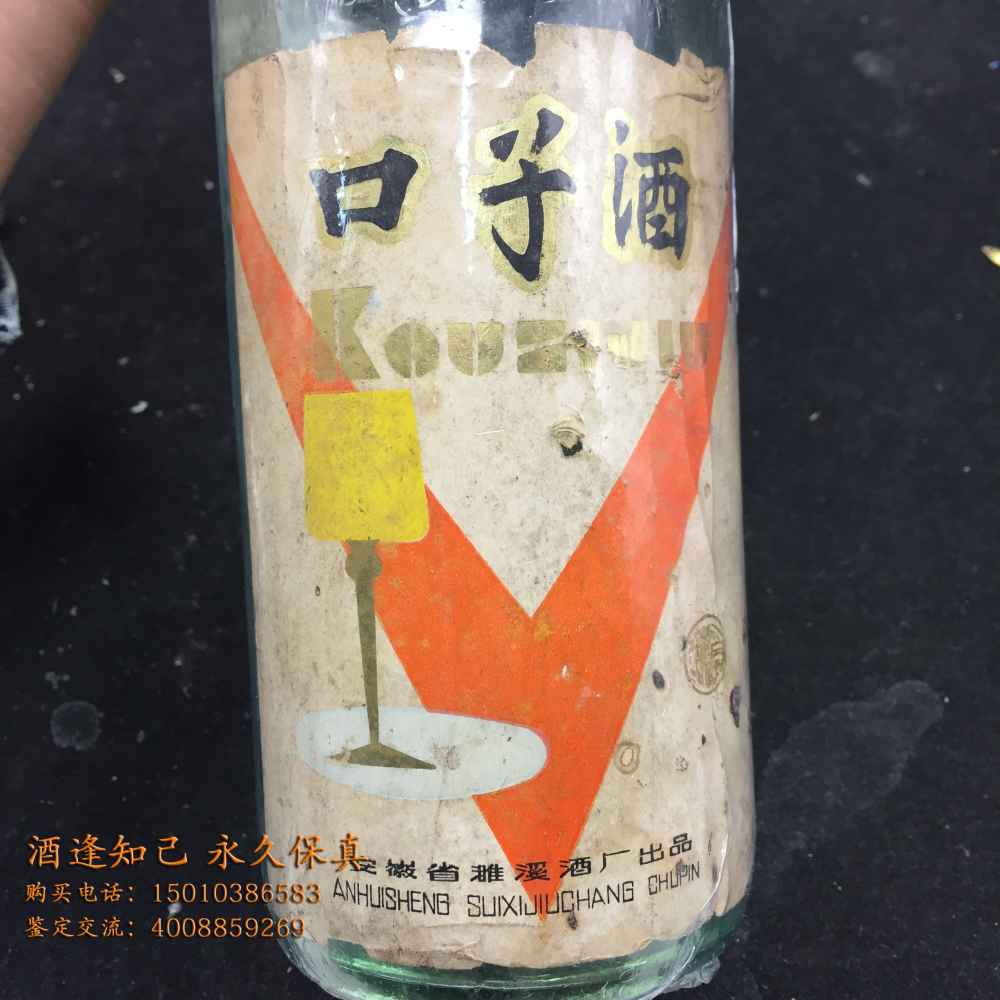 口子酒
Kouzijiu
安徽省濉溪酒厂出品
ANHUISHENG SUIXIJIUCHANG CHUPIN
酒逢知己 永久保真
购买电话：15010386583
鉴定交流：4008859269